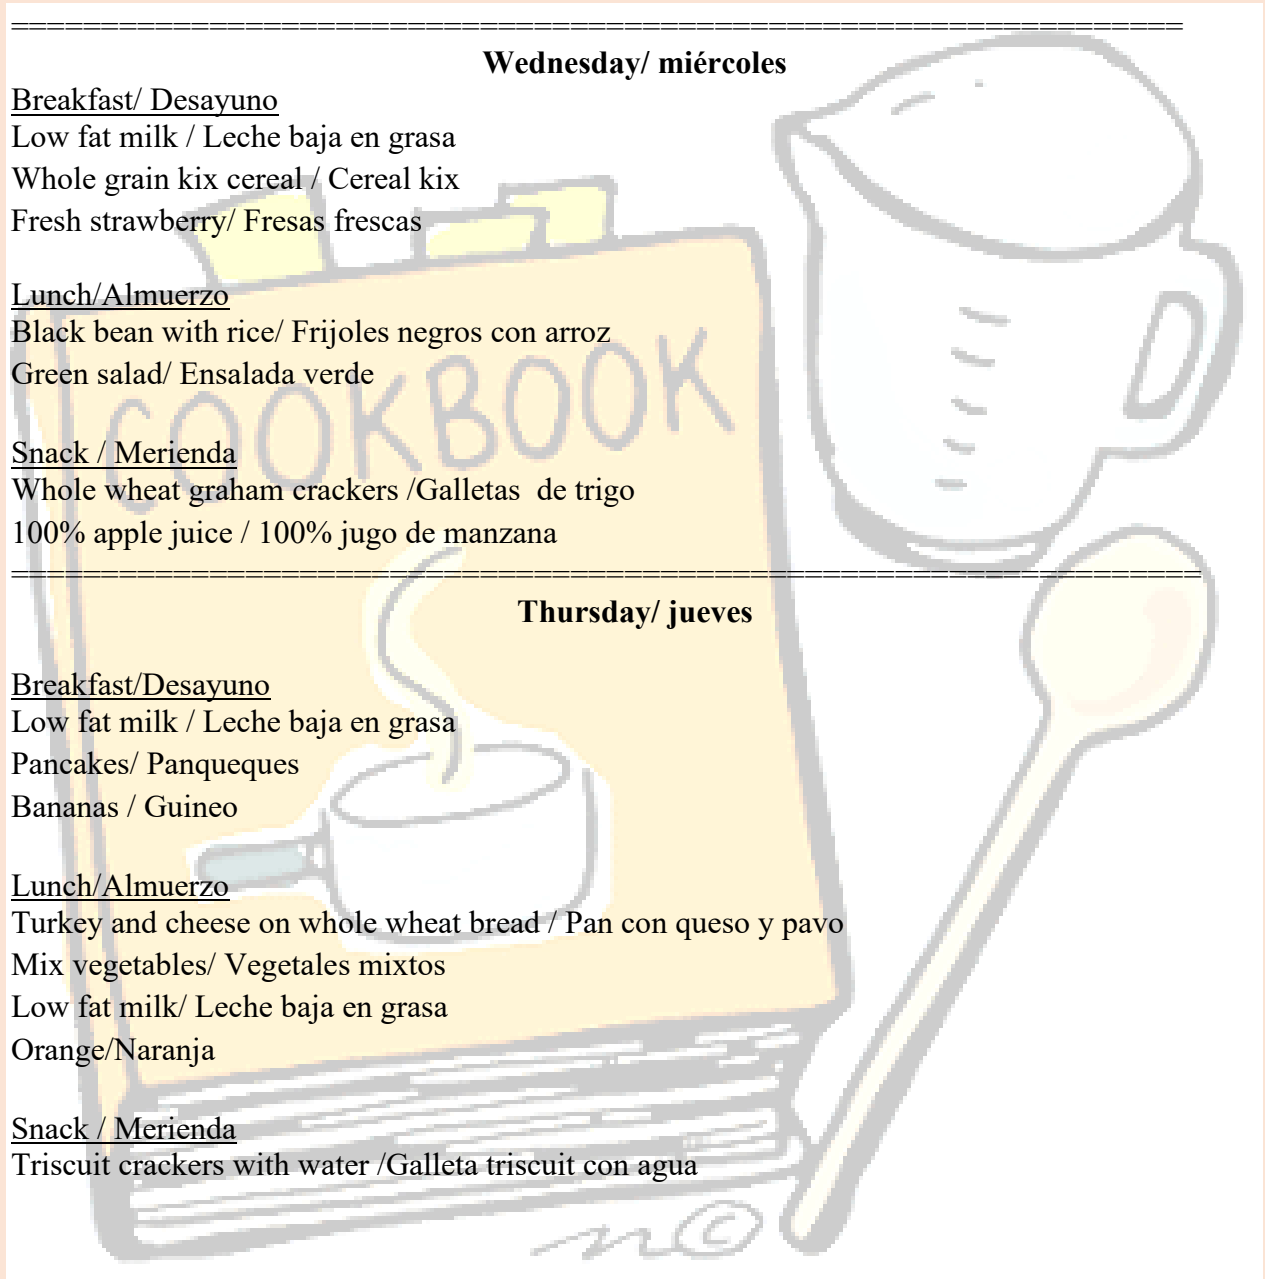 ======================================================================
Wednesday/ miércoles
Breakfast/ Desayuno
Low fat milk / Leche baja en grasa
Whole grain kix cereal / Cereal kix
Fresh strawberry/ Fresas frescas
Lunch/Almuerzo
Black bean with rice/ Frijoles negros con arroz
Green salad/ Ensalada verde
COOKBOOK
Snack / Merienda
Whole wheat graham crackers /Galletas  de trigo
100% apple juice / 100% jugo de manzana
=======================================================================
Thursday/ jueves
Breakfast/Desayuno
Low fat milk / Leche baja en grasa
Pancakes/ Panqueques
Bananas / Guineo
Lunch/Almuerzo
Turkey and cheese on whole wheat bread / Pan con queso y pavo
Mix vegetables/ Vegetales mixtos
Low fat milk/ Leche baja en grasa
Orange/Naranja
Snack / Merienda
Triscuit crackers with water /Galleta triscuit con agua
©